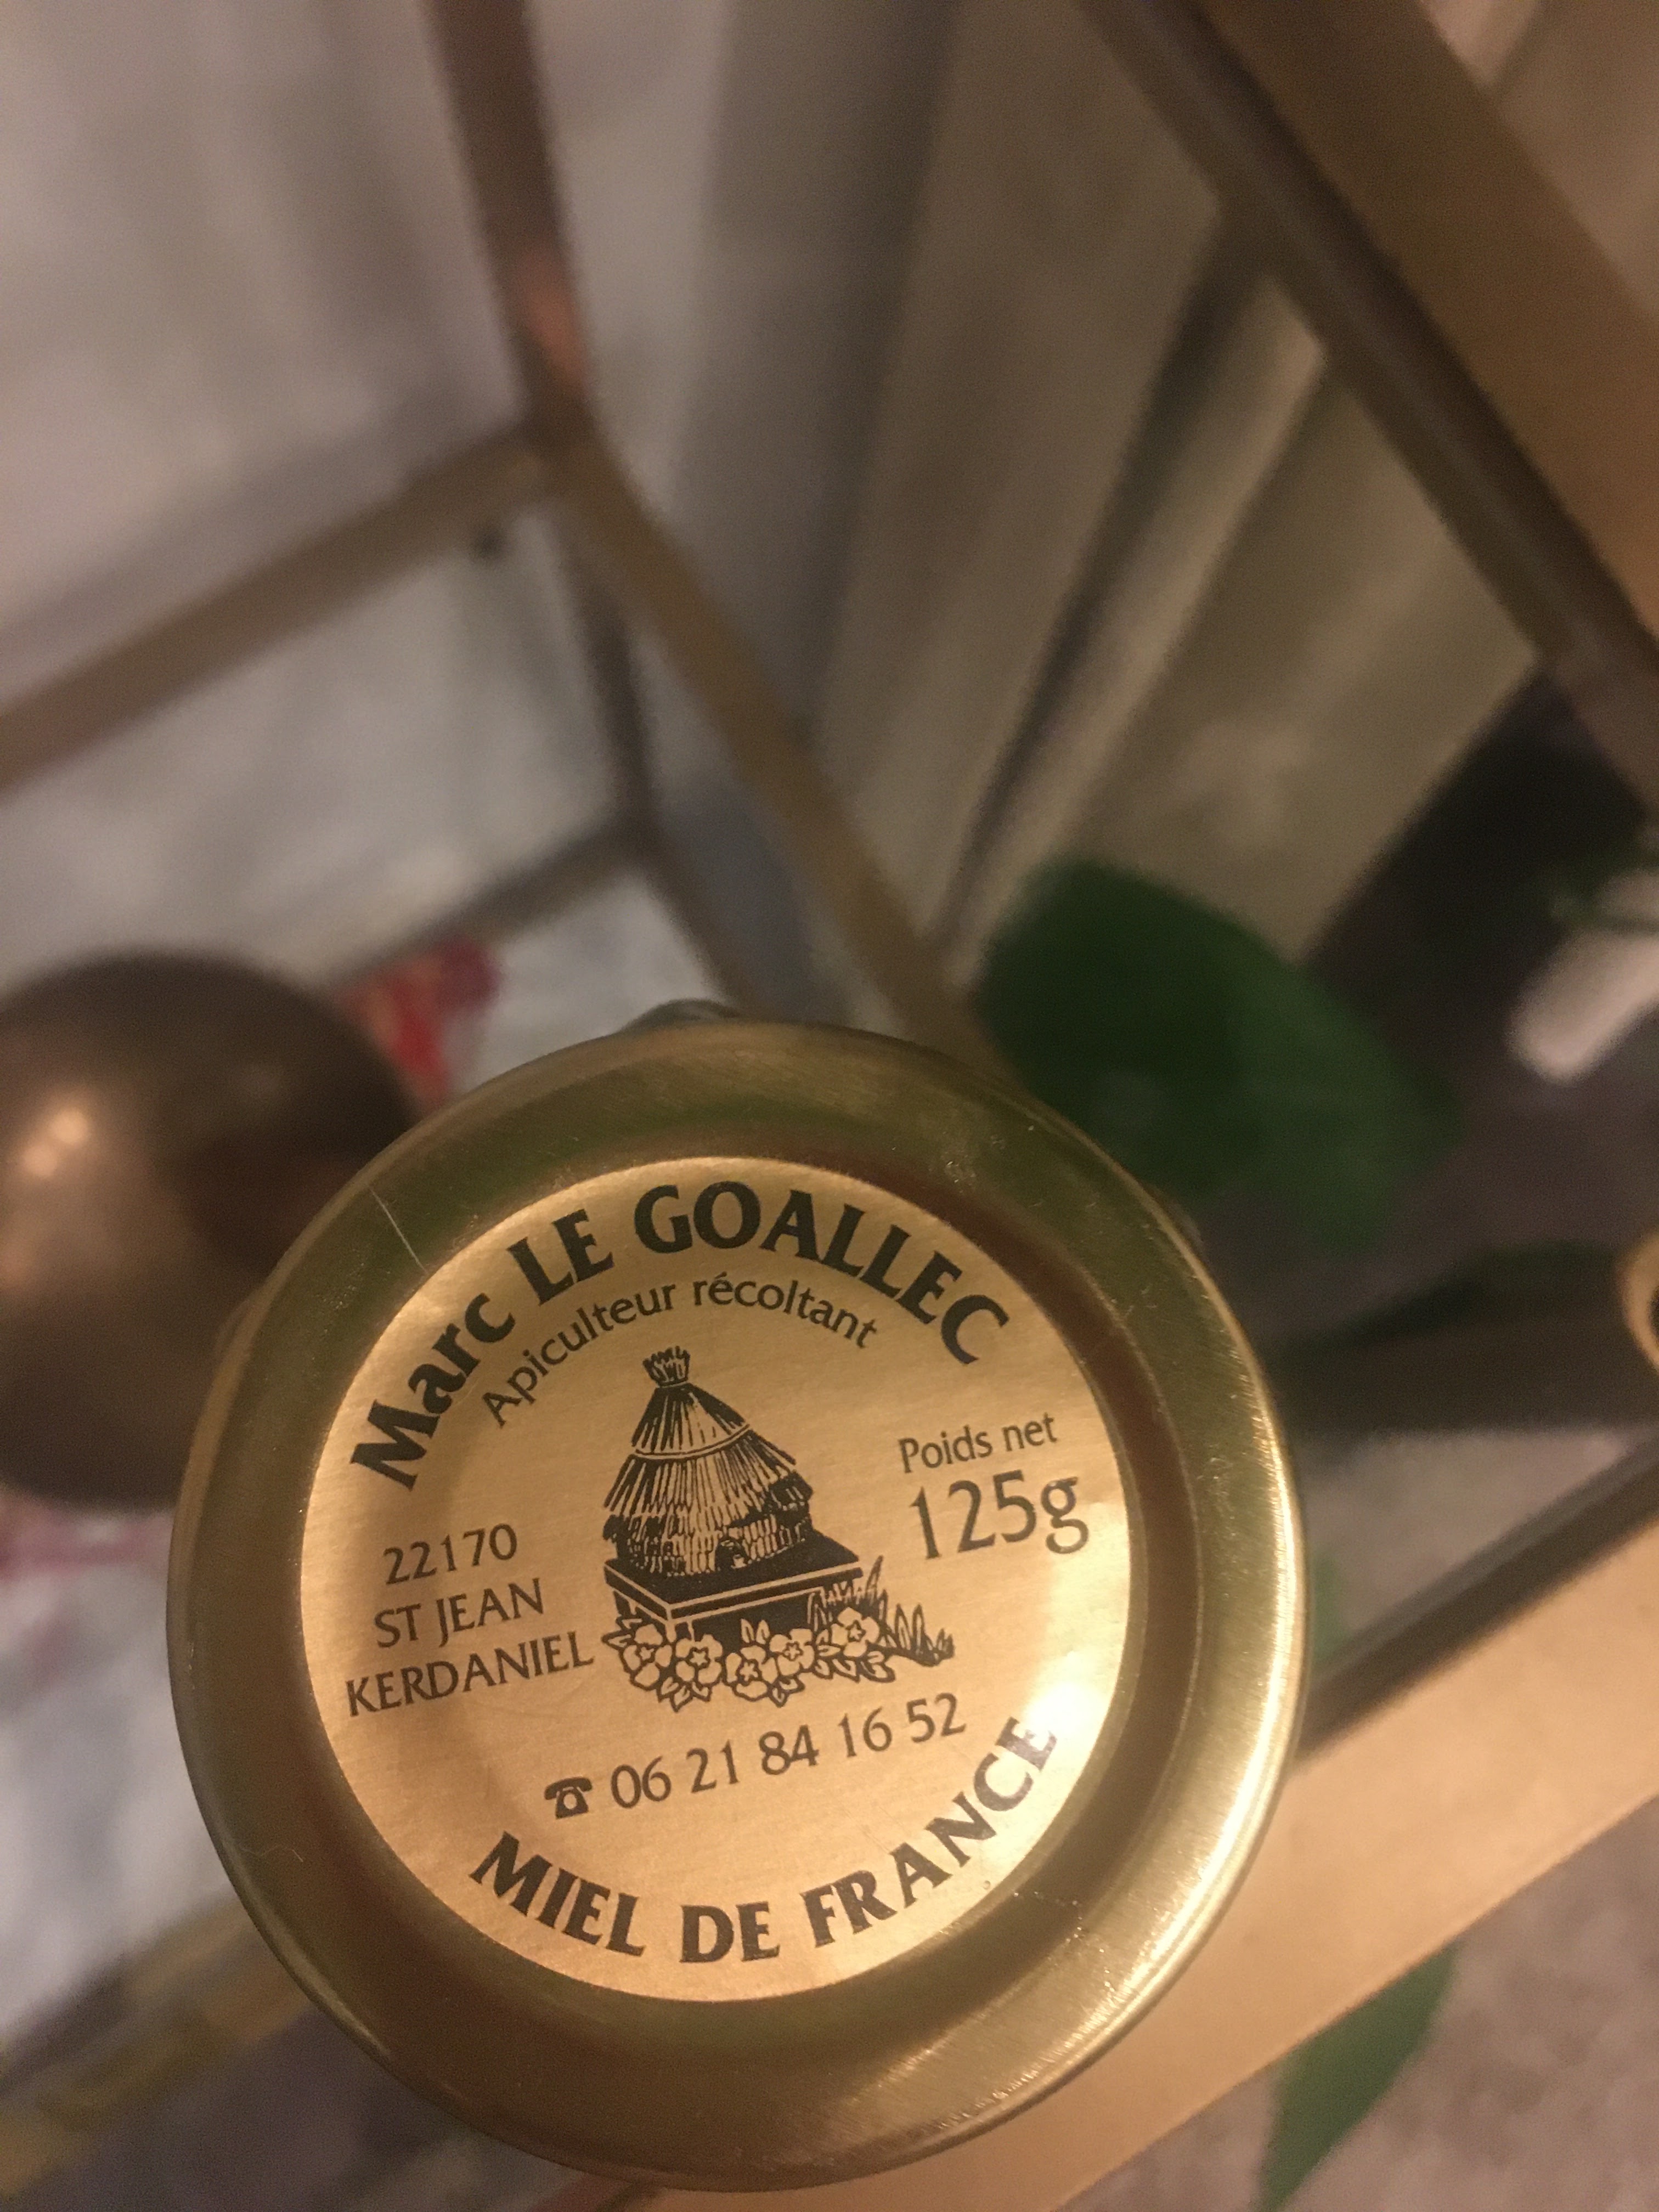 Marc LE GOALLEC
Apiculteur récoltant
Poids net
125g
22170
ST JEAN
KERDANIEL
☎ 06 21 84 16 52
MIEL DE FRANCE